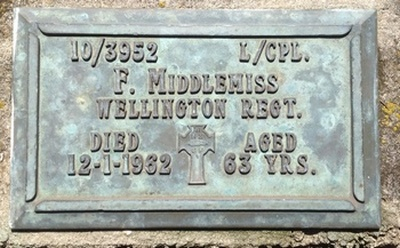 10/3952 L/CPL.
F. MIDDLEMISS
WELLINGTON REGT.
DIED AGED
12-1-1962 63 YRS.